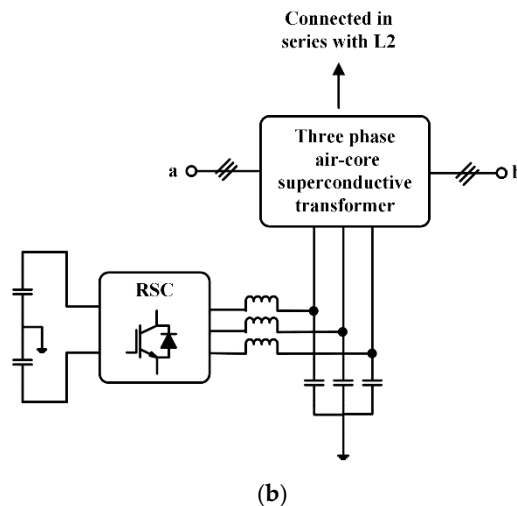 Connected in
series with L2
Three phase
air-core
superconductive
transformer
a
RSC
(b)